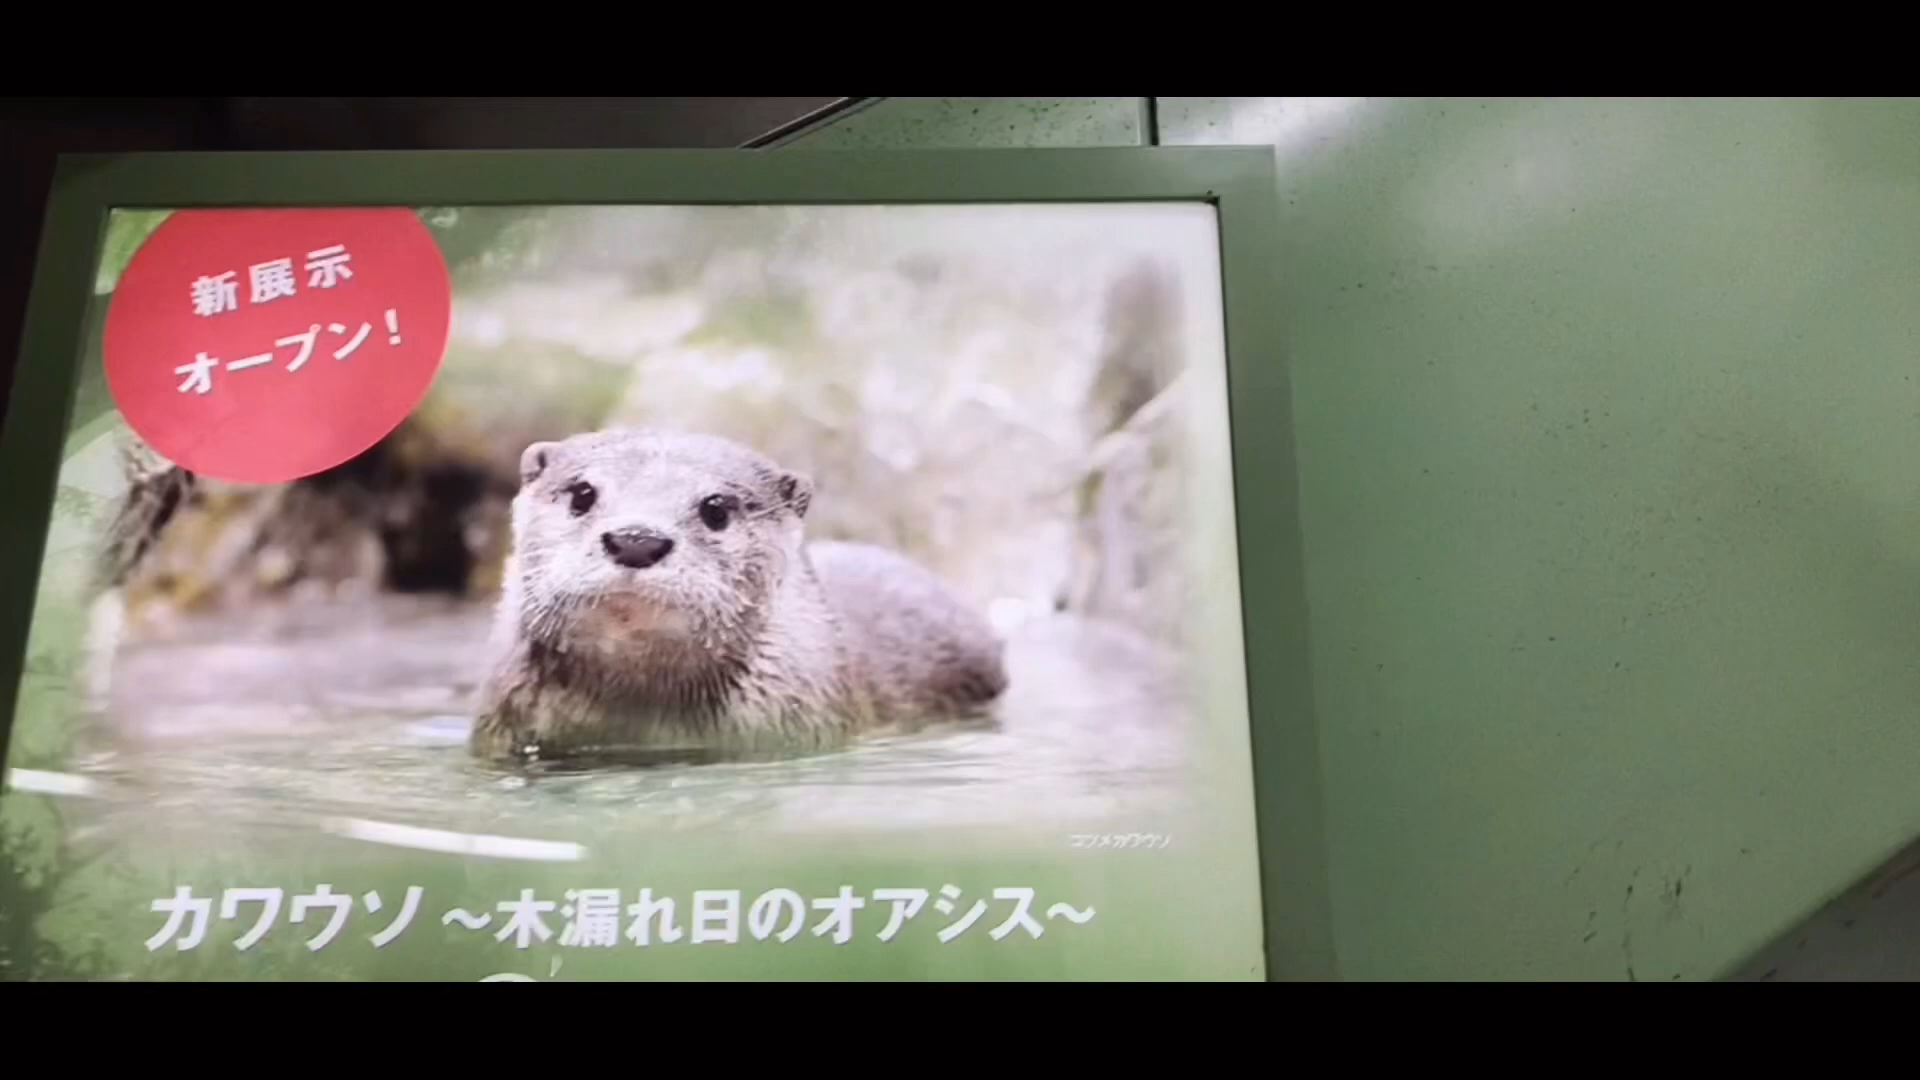 新展示
オープン!
コツメカワウソ
カワウソ ～木漏れ日のオアシス～